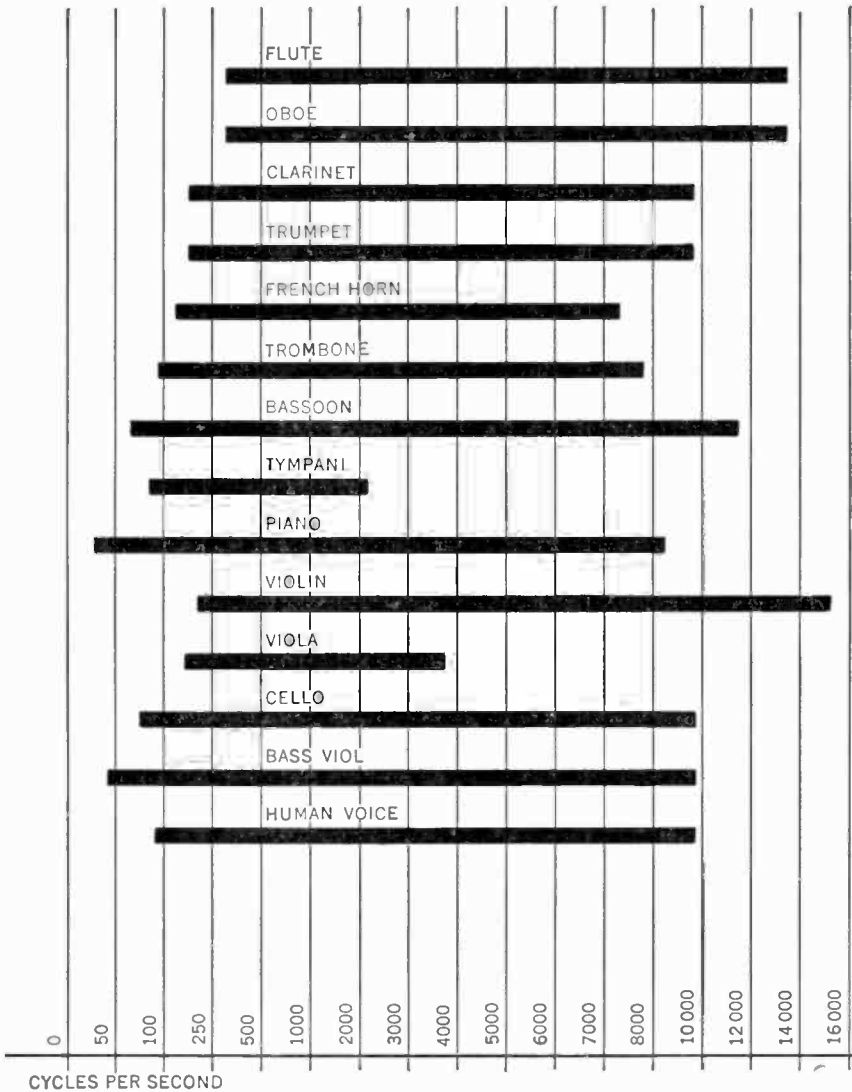 FLUTE
OBOE
CLARINET
TRUMPET
FRENCH HORN
TROMBONE
BASSOON
TYMPANI
PIANO
VIOLIN
VIOLA
CELLO
BASS VIOL
HUMAN VOICE
0 50 100 250 500 1000 2000 3000 4000 5000 6000 7000 8000 10 000 12 000 14 000 16 000
CYCLES PER SECOND